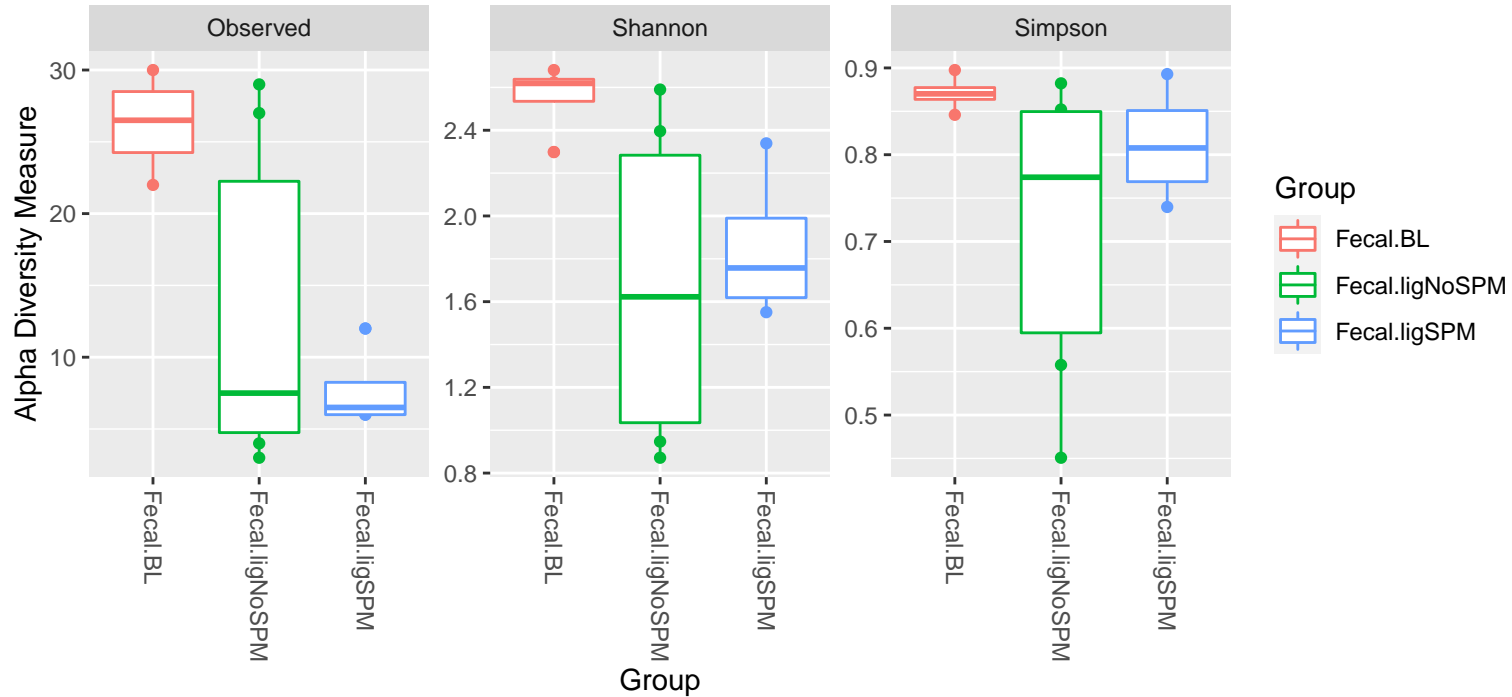 Observed
Shannon
Simpson
Alpha Diversity Measure
30
20
10
2.4
2.0
1.6
1.2
0.8
0.9
0.8
0.7
0.6
0.5
Fecal.BL
Fecal.ligNoSPM
Fecal.ligSPM
Fecal.BL
Fecal.ligNoSPM
Fecal.ligSPM
Fecal.BL
Fecal.ligNoSPM
Fecal.ligSPM
Group
Group
Fecal.BL
Fecal.ligNoSPM
Fecal.ligSPM